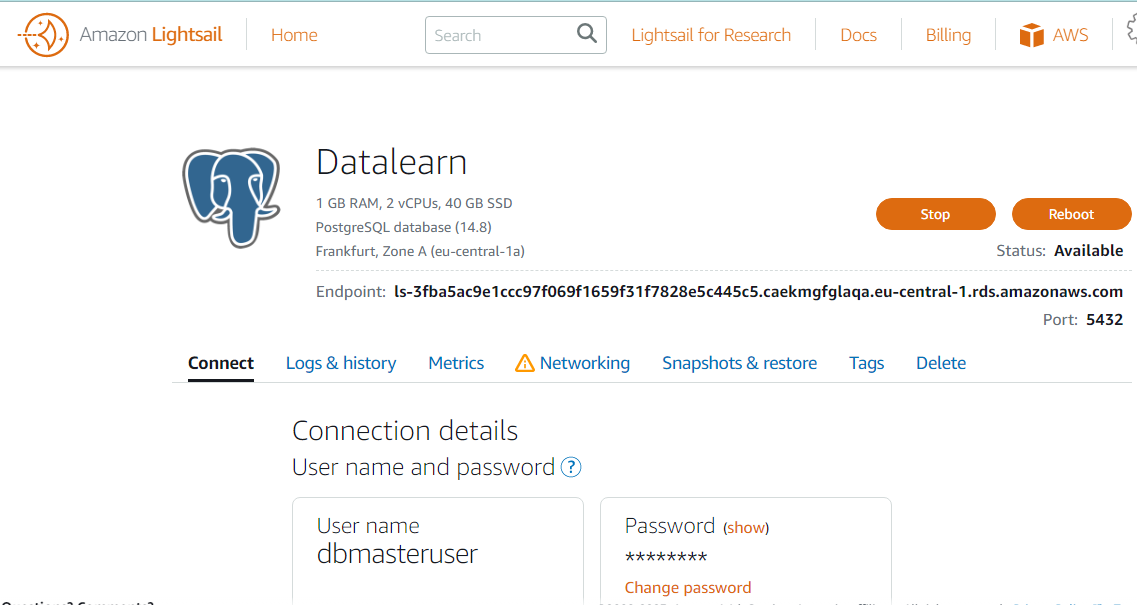 Amazon Lightsail Home Search Lightsail for Research Docs Billing AWS
Datalearn
1 GB RAM, 2 vCPUs, 40 GB SSD
PostgreSQL database (14.8)
Frankfurt, Zone A (eu-central-1a)
Stop Reboot
Status: Available
Endpoint: ls-3fba5ac9e1ccc97f069f1659f31f7828e5c445c5.caekmgfglaqa.eu-central-1.rds.amazonaws.com
Port: 5432
Connect Logs & history Metrics Networking Snapshots & restore Tags Delete
Connection details
User name and password ?
User name
dbmasteruser
Password (show)
********
Change password
Questions? Comments?